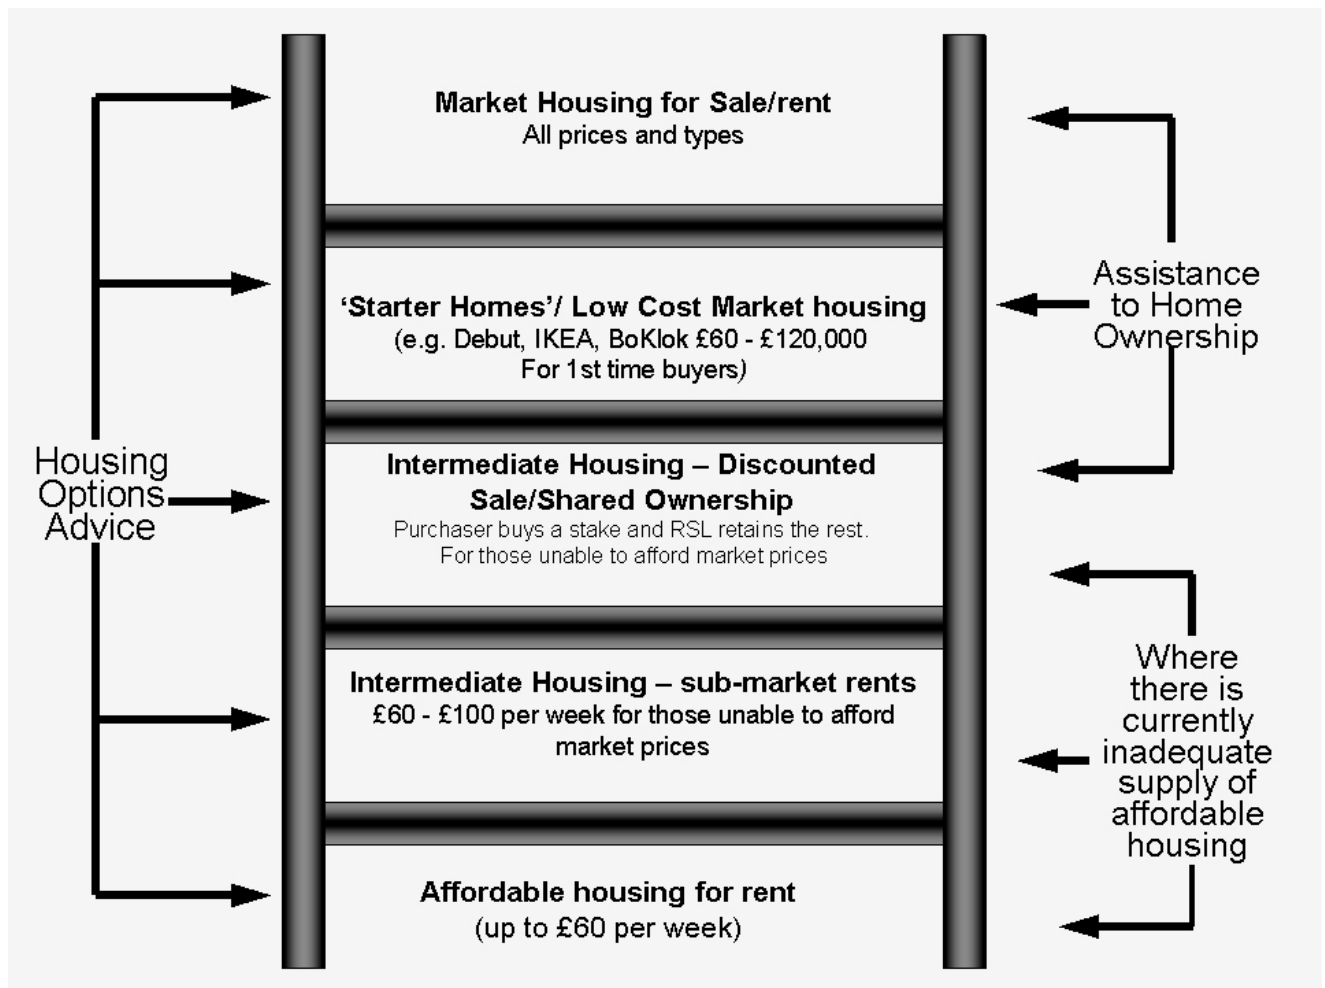 Market Housing for Sale/rent
All prices and types
‘Starter Homes’/ Low Cost Market housing
(e.g. Debut, IKEA, BoKlok £60 - £120,000
For 1st time buyers)
Intermediate Housing – Discounted
Sale/Shared Ownership
Purchaser buys a stake and RSL retains the rest.
For those unable to afford market prices
Intermediate Housing – sub-market rents
£60 - £100 per week for those unable to afford
market prices
Affordable housing for rent
(up to £60 per week)
Housing
Options
Advice
Assistance
to Home
Ownership
Where
there is
currently
inadequate
supply of
affordable
housing